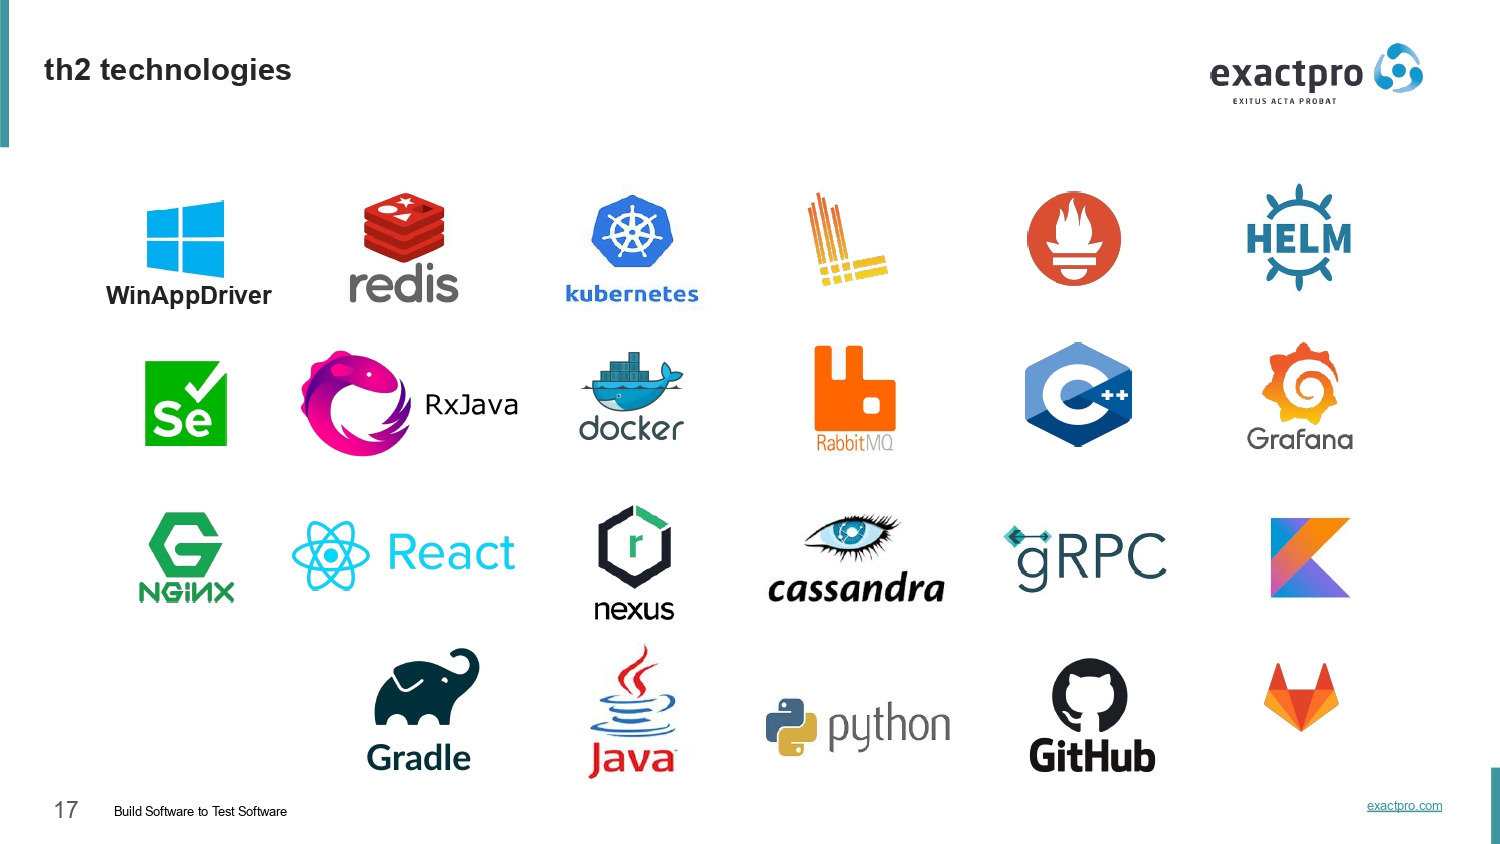 th2 technologies
exactpro
EXITUS ACTA PROBAT
WinAppDriver
redis
kubernetes
HELM
Se
RxJava
docker
RabbitMQ
C++
Grafana
G
NGiNX
React
r
nexus
cassandra
gRPC
Gradle
Java™
python
GitHub
17
Build Software to Test Software
exactpro.com